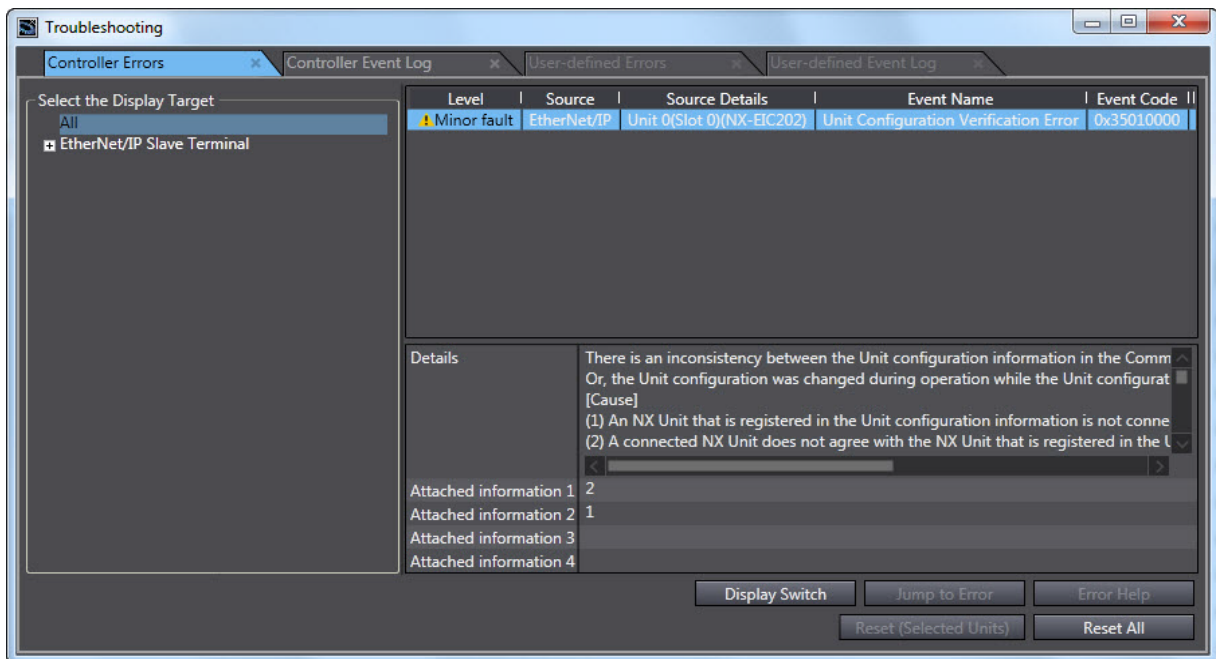 Troubleshooting
Controller Errors
Controller Event Log
User-defined Errors
User-defined Event Log
Select the Display Target
All
EtherNet/IP Slave Terminal
Level Source Source Details Event Name Event Code
Minor fault EtherNet/IP Unit 0(Slot 0)(NX-EIC202) Unit Configuration Verification Error 0x35010000
Details
There is an inconsistency between the Unit configuration information in the Comm
Or, the Unit configuration was changed during operation while the Unit configurat
[Cause]
(1) An NX Unit that is registered in the Unit configuration information is not conne
(2) A connected NX Unit does not agree with the NX Unit that is registered in the
Attached information 1 2
Attached information 2 1
Attached information 3
Attached information 4
Display Switch Jump to Error Error Help
Reset (Selected Units) Reset All